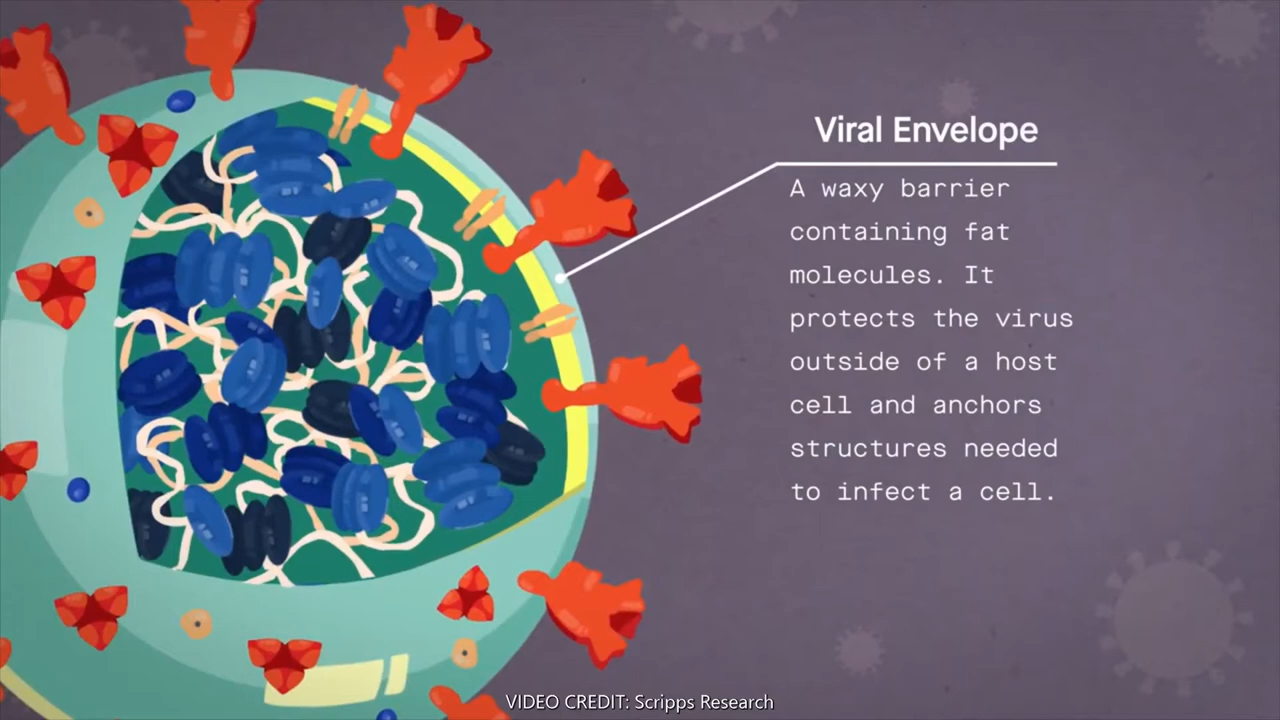 Viral Envelope
A waxy barrier
containing fat
molecules. It
protects the virus
outside of a host
cell and anchors
structures needed
to infect a cell.
VIDEO CREDIT: Scripps Research